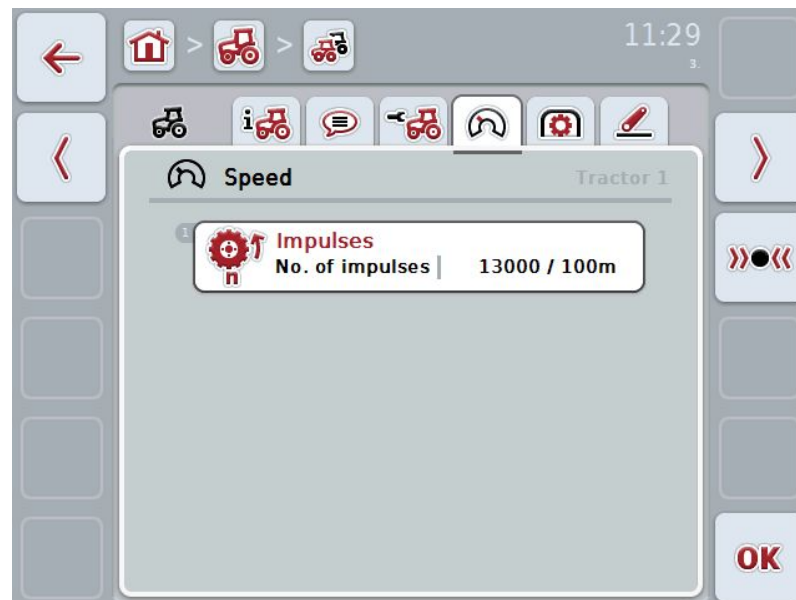 11:29
3.
i
Speed
Tractor 1
1
Impulses
No. of impulses 13000 / 100m
n
OK